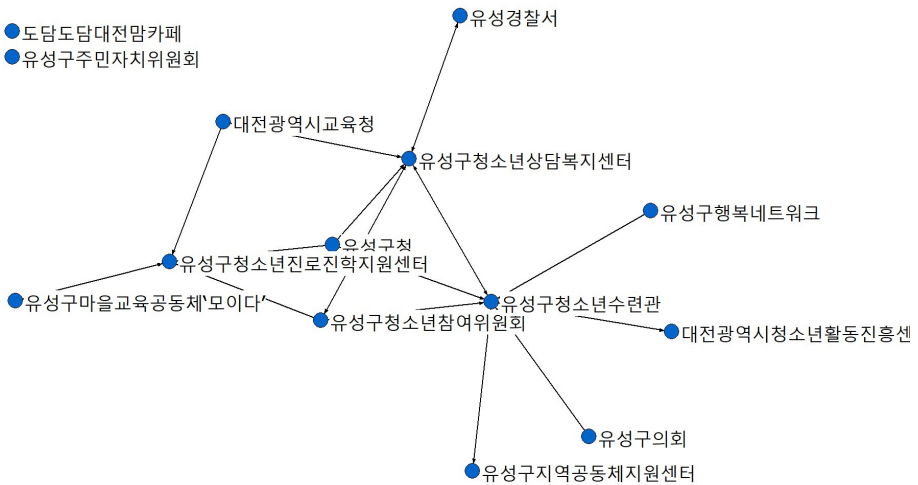 유성경찰서
도담도담대전맘카페
유성구주민자치위원회
대전광역시교육청
유성구청소년상담복지센터
유성구행복네트워크
유성구청
유성구청소년진로진학지원센터
유성구마을교육공동체'모이다'
유성구청소년수련관
유성구청소년참여위원회
대전광역시청소년활동진흥센
유성구의회
유성구지역공동체지원센터